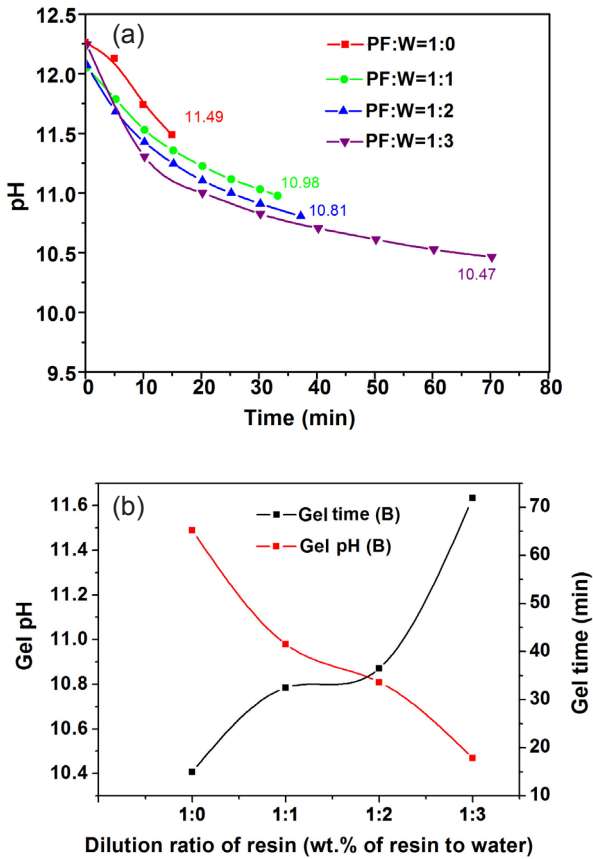 (a)
PF:W=1:0
PF:W=1:1
PF:W=1:2
PF:W=1:3
11.49
10.98
10.81
10.47
pH
12.5
12.0
11.5
11.0
10.5
10.0
9.5
0 10 20 30 40 50 60 70 80
Time (min)
(b)
Gel time (B)
Gel pH (B)
Gel pH
11.6
11.4
11.2
11.0
10.8
10.6
10.4
Gel time (min)
70
60
50
40
30
20
10
1:0 1:1 1:2 1:3
Dilution ratio of resin (wt.% of resin to water)